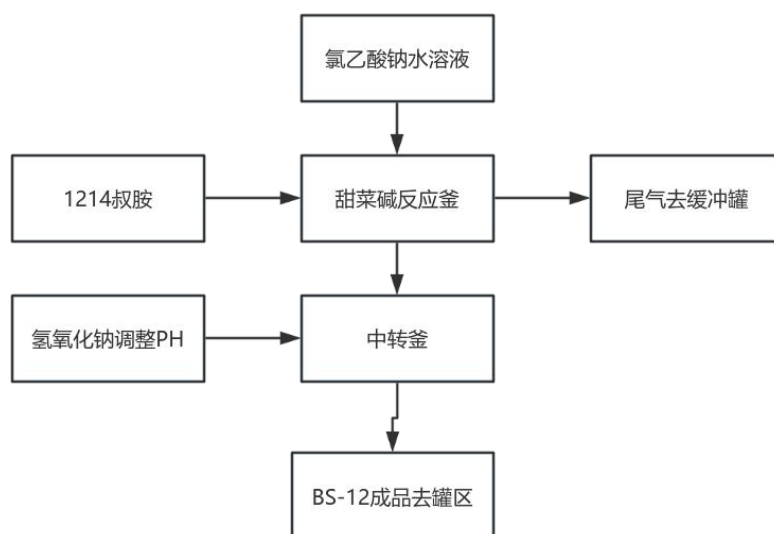 氯乙酸钠水溶液
1214叔胺
甜菜碱反应釜
尾气去缓冲罐
氢氧化钠调整PH
中转釜
BS-12成品去罐区